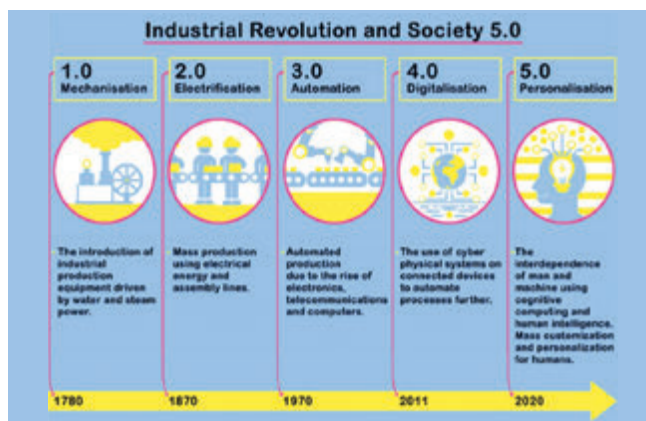 Industrial Revolution and Society 5.0
1.0
Mechanisation
2.0
Electrification
3.0
Automation
4.0
Digitalisation
5.0
Personalisation
The introduction of
industrial
production
equipment driven
by water and steam
power.
Mass production
using electrical
energy and
assembly lines.
Automated
production
due to the rise of
electronics,
telecommunications
and computers.
The use of cyber
physical systems on
connected devices
to automate
processes further.
The
interdependence
of man and
machine using
cognitive
computing and
human intelligence.
Mass customization
and personalization
for humans.
1780
1870
1970
2011
2020